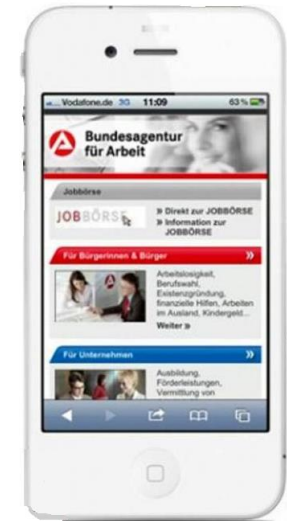 Vodafone.de 3G 11:09 63 %
Bundesagentur
für Arbeit
Jobbörse
JOBBÖRSE
» Direkt zur JOBBÖRSE
» Information zur
JOBBÖRSE
Für Bürgerinnen & Bürger »
Arbeitslosigkeit,
Berufswahl,
Existenzgründung,
finanzielle Hilfen, Arbeiten
im Ausland, Kindergeld...
Weiter »
Für Unternehmen »
Ausbildung,
Förderleistungen,
Vermittlung von